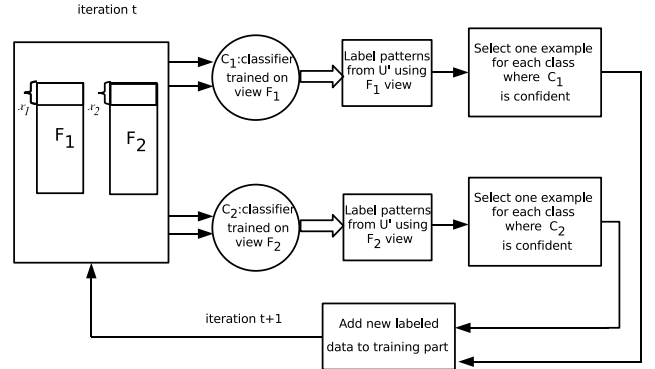 iteration t
x1
F1
x2
F2
C1:classifier
trained on
view F1
Label patterns
from U' using
F1 view
Select one example
for each class
where C1
is confident
C2:classifier
trained on
view F2
Label patterns
from U' using
F2 view
Select one example
for each class
where C2
is confident
iteration t+1
Add new labeled
data to training part